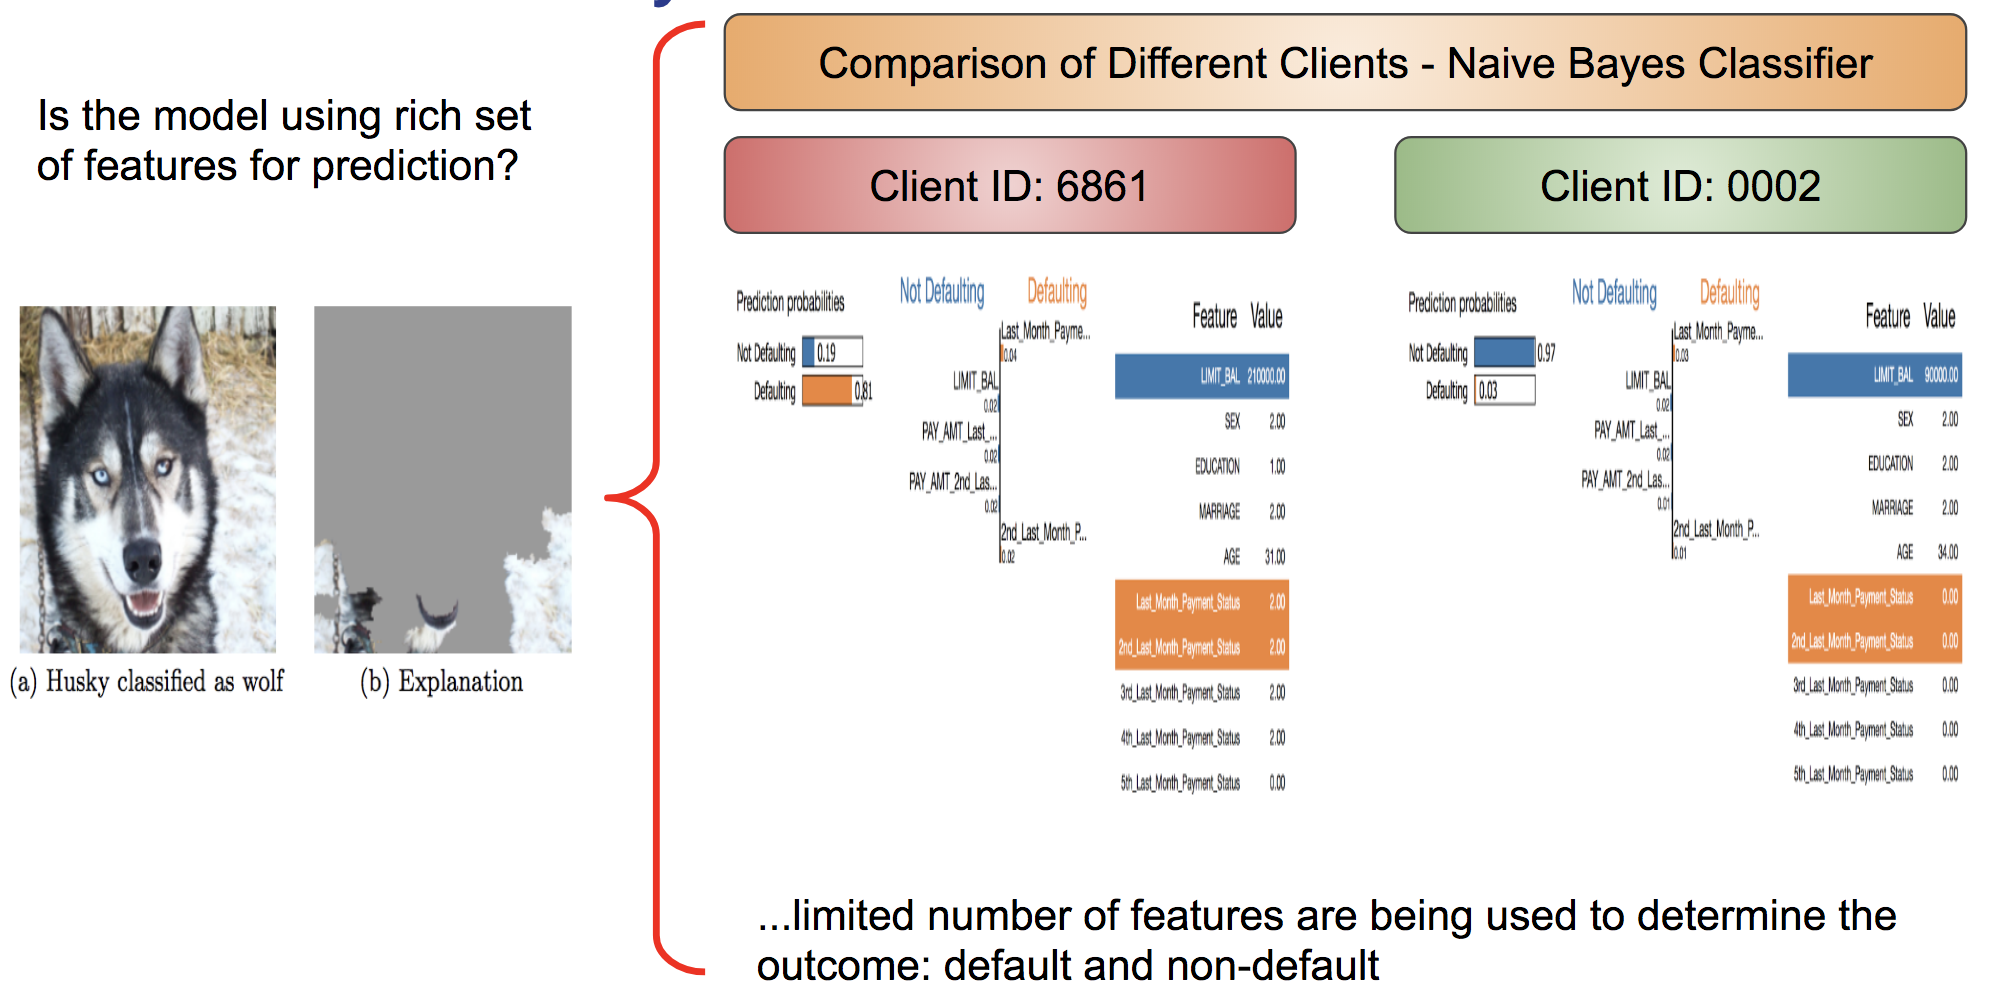 Is the model using rich set
of features for prediction?
(a) Husky classified as wolf
(b) Explanation
Comparison of Different Clients - Naive Bayes Classifier
Client ID: 6861
Prediction probabilities
Not Defaulting 0.19
Defaulting 0.81
Not Defaulting Defaulting
Last_Month_Payme...
0.04
LIMIT_BAL
0.02
PAY_AMT_Last_...
0.02
PAY_AMT_2nd_Las...
0.02
2nd_Last_Month_P...
0.02
Feature Value
LIMIT_BAL 210000.00
SEX 2.00
EDUCATION 1.00
MARRIAGE 2.00
AGE 31.00
Last_Month_Payment_Status 2.00
2nd_Last_Month_Payment_Status 2.00
3rd_Last_Month_Payment_Status 2.00
4th_Last_Month_Payment_Status 2.00
5th_Last_Month_Payment_Status 0.00
Client ID: 0002
Prediction probabilities
Not Defaulting 0.97
Defaulting 0.03
Not Defaulting Defaulting
Last_Month_Payme...
0.03
LIMIT_BAL
0.02
PAY_AMT_Last_...
0.02
PAY_AMT_2nd_Las...
0.01
2nd_Last_Month_P...
0.01
Feature Value
LIMIT_BAL 90000.00
SEX 2.00
EDUCATION 2.00
MARRIAGE 2.00
AGE 34.00
Last_Month_Payment_Status 0.00
2nd_Last_Month_Payment_Status 0.00
3rd_Last_Month_Payment_Status 0.00
4th_Last_Month_Payment_Status 0.00
5th_Last_Month_Payment_Status 0.00
...limited number of features are being used to determine the
outcome: default and non-default